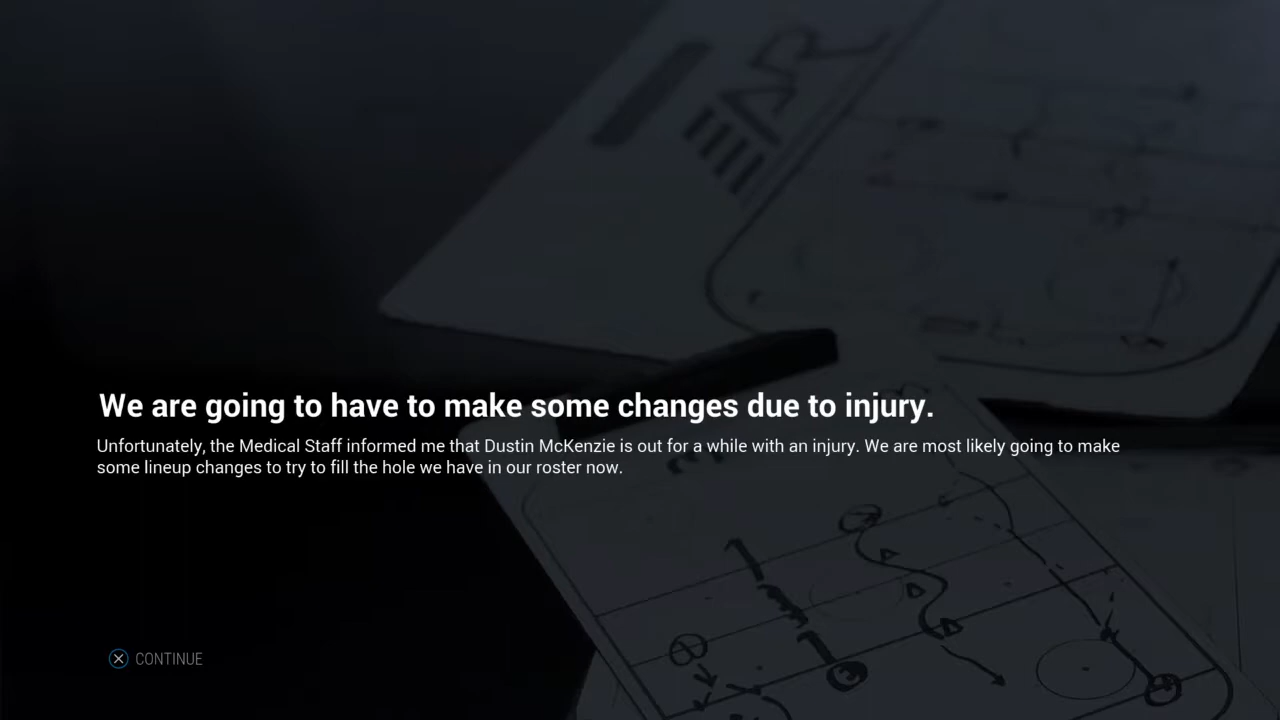 We are going to have to make some changes due to injury.
Unfortunately, the Medical Staff informed me that Dustin McKenzie is out for a while with an injury. We are most likely going to make
some lineup changes to try to fill the hole we have in our roster now.
CONTINUE